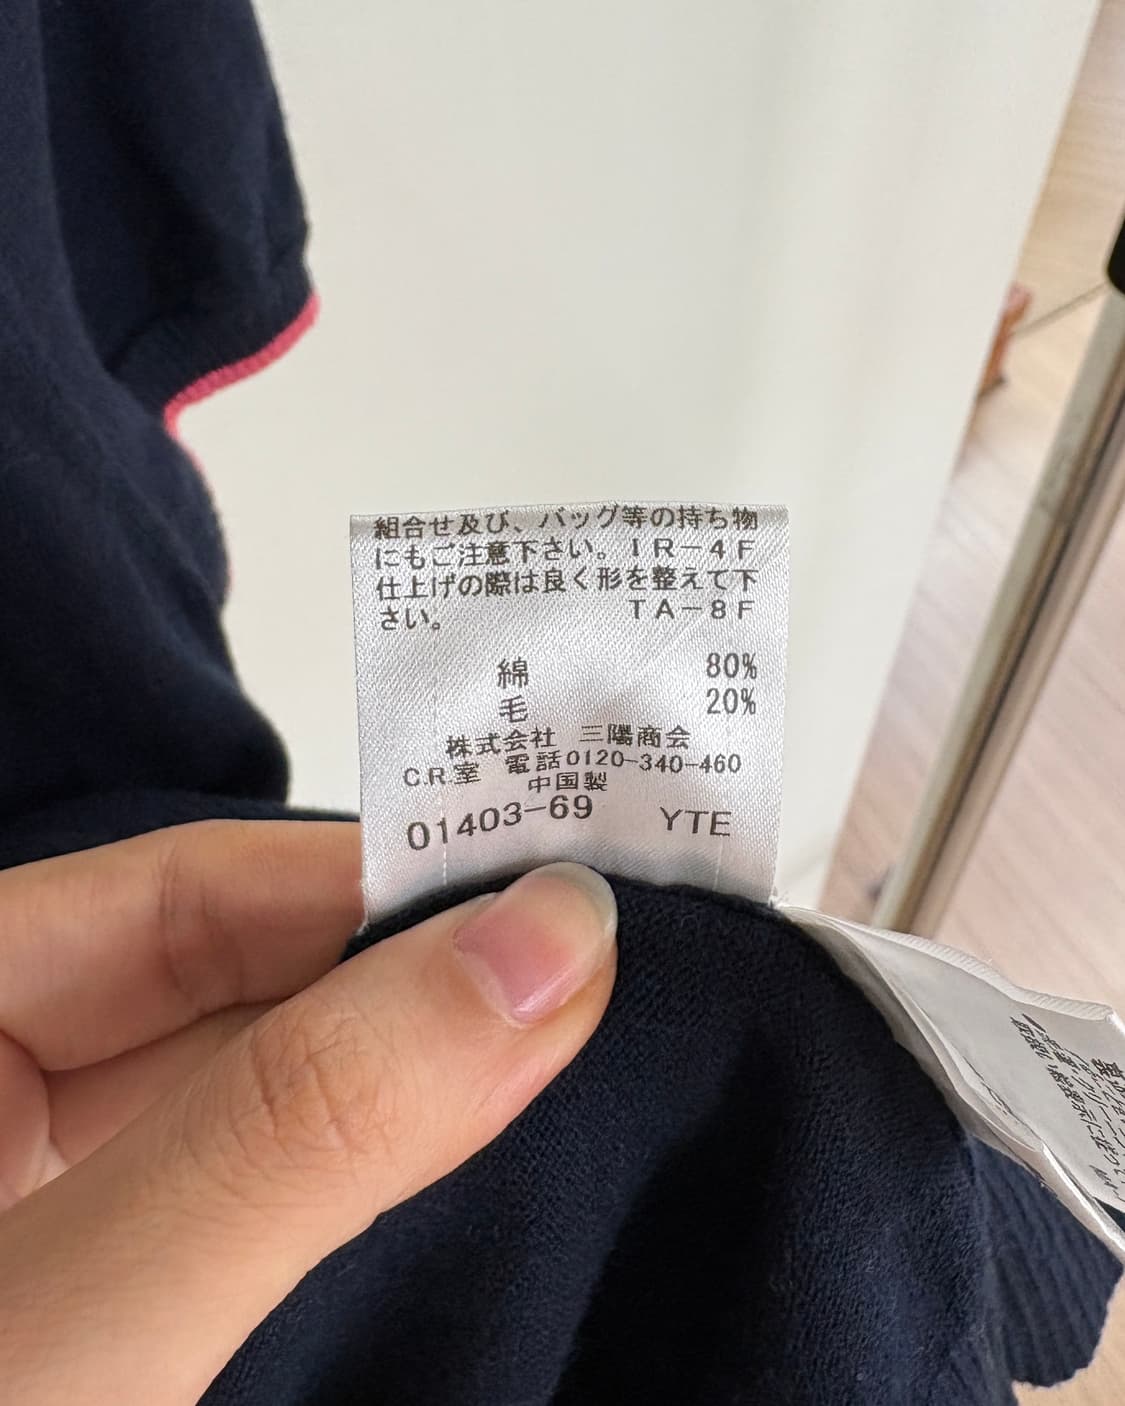 組合せ及び、バッグ等の持ち物
にもご注意下さい。IR−4F
仕上げの際は良く形を整えて下
さい。 TA−8F
綿 80%
毛 20%
株式会社 三陽商会
C.R.室 電話0120-340-460
中国製
01403-69 YTE